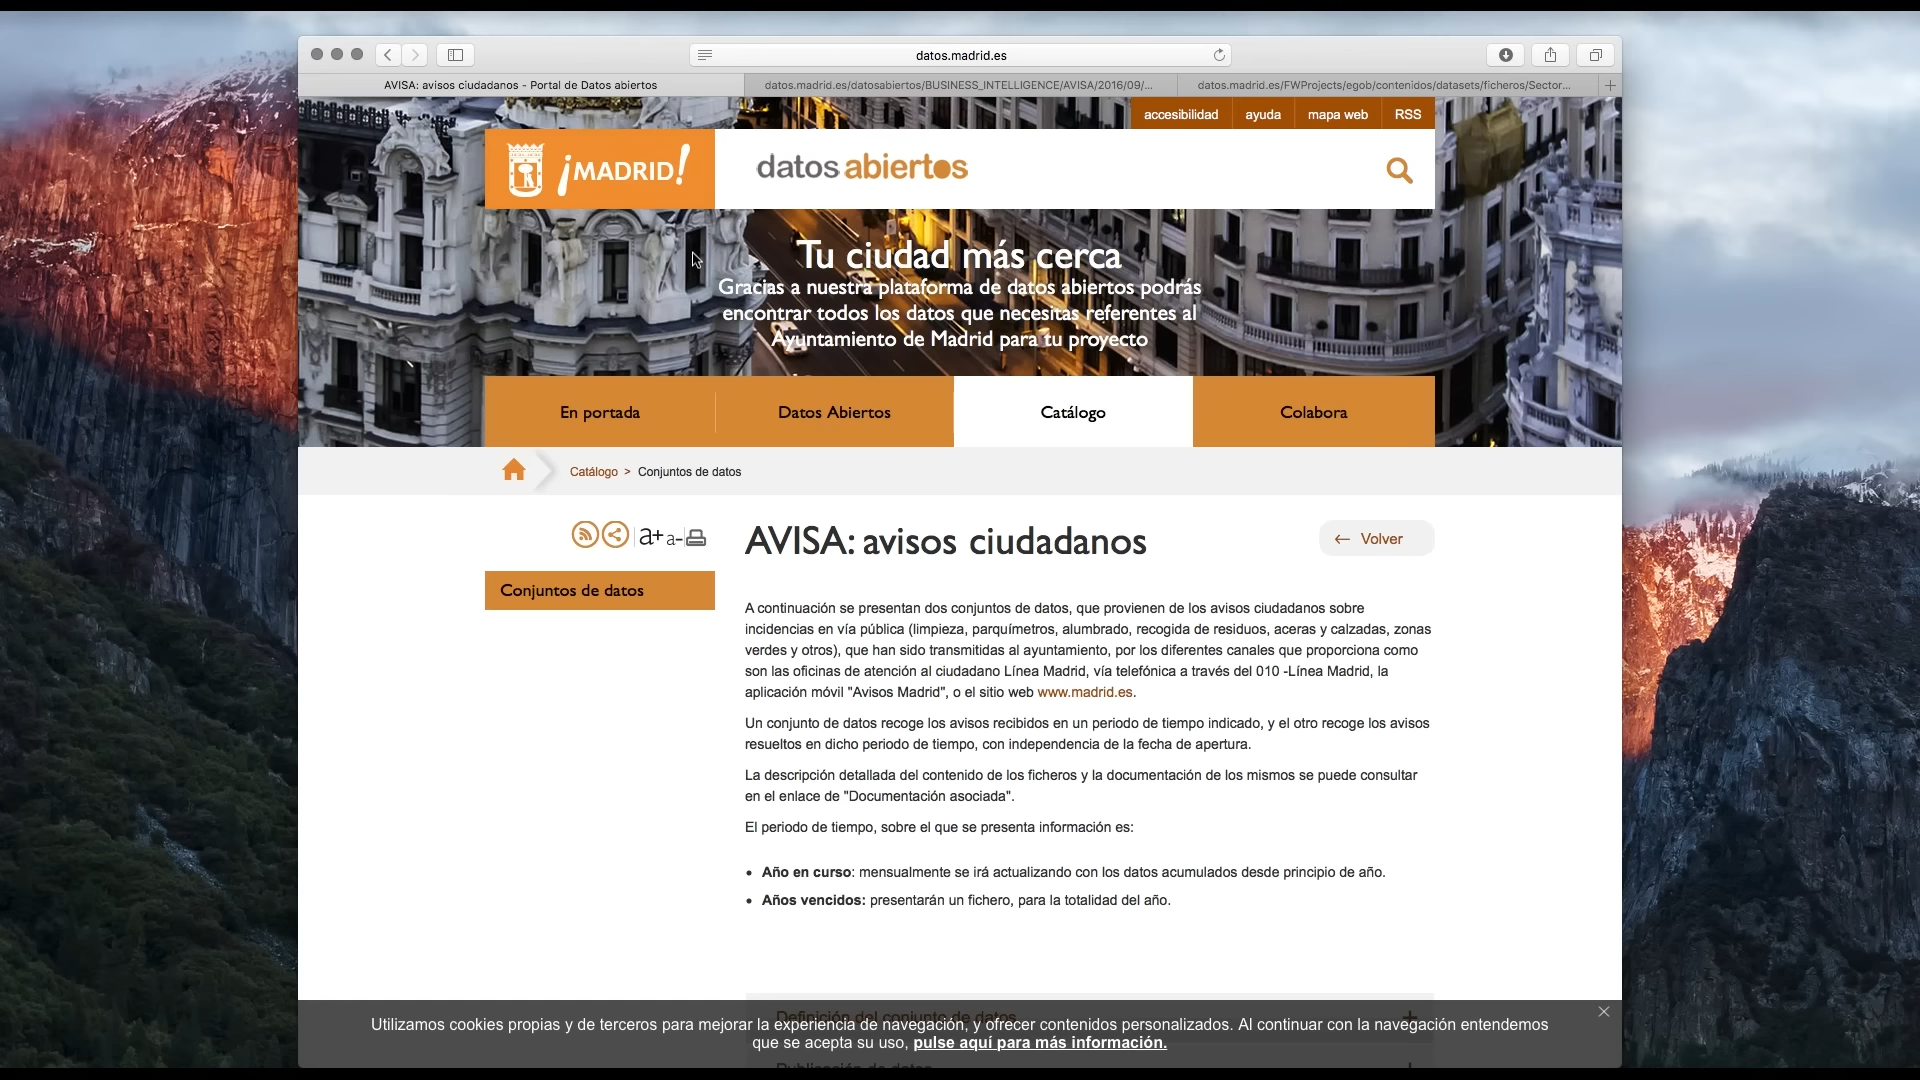 datos.madrid.es
AVISA: avisos ciudadanos - Portal de Datos abiertos
datos.madrid.es/datosabiertos/BUSINESS_INTELLIGENCE/AVISA/2016/09/...
datos.madrid.es/FWProjects/egob/contenidos/datasets/ficheros/Sector...
accesibilidad
ayuda
mapa web
RSS
¡MADRID!
datos abiertos
Tu ciudad más cerca
Gracias a nuestra plataforma de datos abiertos podrás
encontrar todos los datos que necesitas referentes al
Ayuntamiento de Madrid para tu proyecto
En portada
Datos Abiertos
Catálogo
Colabora
Catálogo > Conjuntos de datos
a+ a-
AVISA: avisos ciudadanos
← Volver
Conjuntos de datos
A continuación se presentan dos conjuntos de datos, que provienen de los avisos ciudadanos sobre
incidencias en vía pública (limpieza, parquímetros, alumbrado, recogida de residuos, aceras y calzadas, zonas
verdes y otros), que han sido transmitidas al ayuntamiento, por los diferentes canales que proporciona como
son las oficinas de atención al ciudadano Línea Madrid, vía telefónica a través del 010 -Línea Madrid, la
aplicación móvil "Avisos Madrid", o el sitio web www.madrid.es.
Un conjunto de datos recoge los avisos recibidos en un periodo de tiempo indicado, y el otro recoge los avisos
resueltos en dicho periodo de tiempo, con independencia de la fecha de apertura.
La descripción detallada del contenido de los ficheros y la documentación de los mismos se puede consultar
en el enlace de "Documentación asociada".
El periodo de tiempo, sobre el que se presenta información es:
• Año en curso: mensualmente se irá actualizando con los datos acumulados desde principio de año.
• Años vencidos: presentarán un fichero, para la totalidad del año.
Definición del conjunto de datos
Utilizamos cookies propias y de terceros para mejorar la experiencia de navegación, y ofrecer contenidos personalizados. Al continuar con la navegación entendemos
que se acepta su uso, pulse aquí para más información.
Publicación de datos